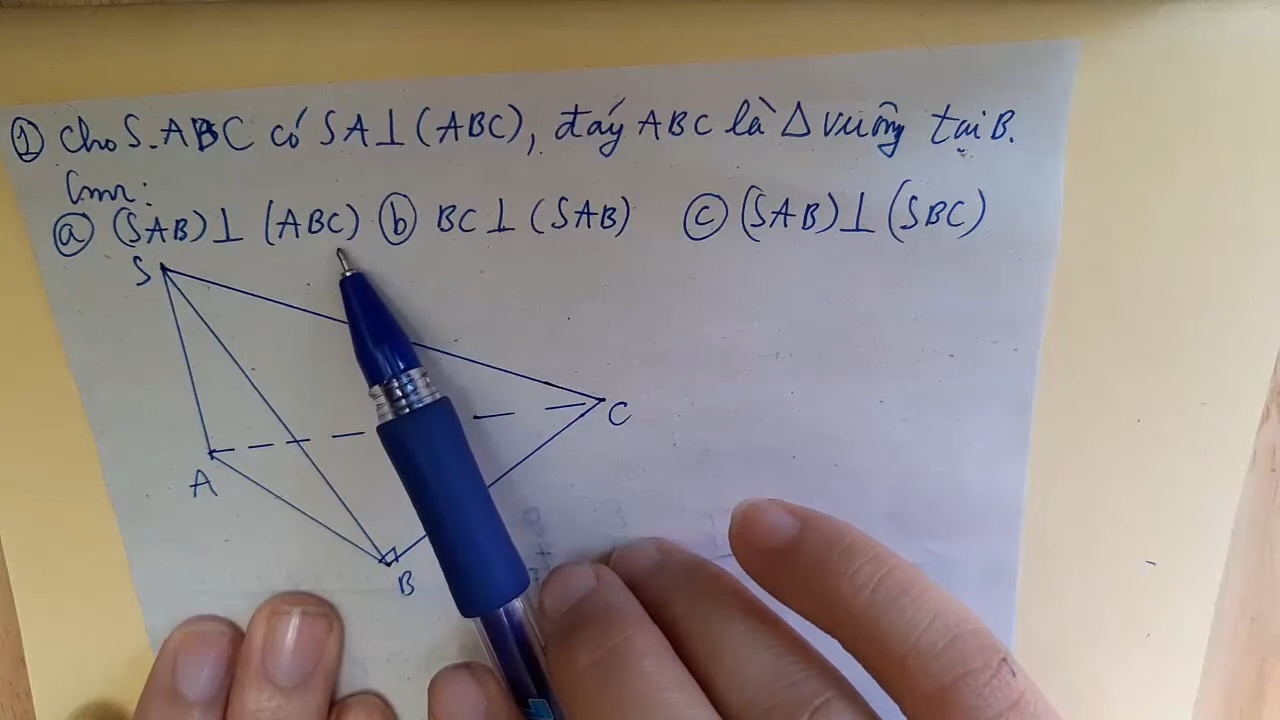 ① Cho S.ABC có SA⊥(ABC), đáy ABC là Δ vuông tại B.
Cmr:
ⓐ (SAB)⊥(ABC) ⓑ BC⊥(SAB) ⓒ (SAB)⊥(SBC)
S
C
A
B